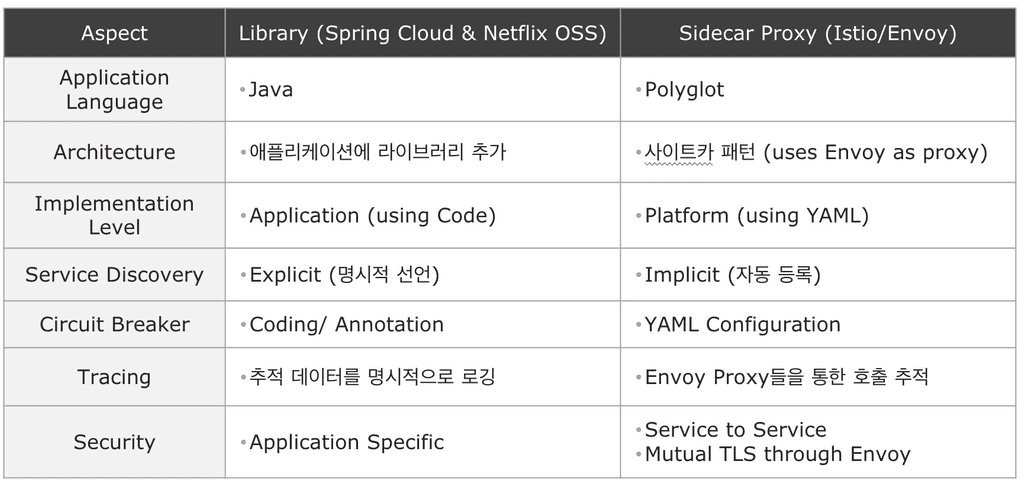 Aspect
Library (Spring Cloud & Netflix OSS)
Sidecar Proxy (Istio/Envoy)
Application
Language
•Java
•Polyglot
Architecture
•애플리케이션에 라이브러리 추가
•사이트카 패턴 (uses Envoy as proxy)
Implementation
Level
•Application (using Code)
•Platform (using YAML)
Service Discovery
•Explicit (명시적 선언)
•Implicit (자동 등록)
Circuit Breaker
•Coding/ Annotation
•YAML Configuration
Tracing
•추적 데이터를 명시적으로 로깅
•Envoy Proxy들을 통한 호출 추적
Security
•Application Specific
•Service to Service
•Mutual TLS through Envoy